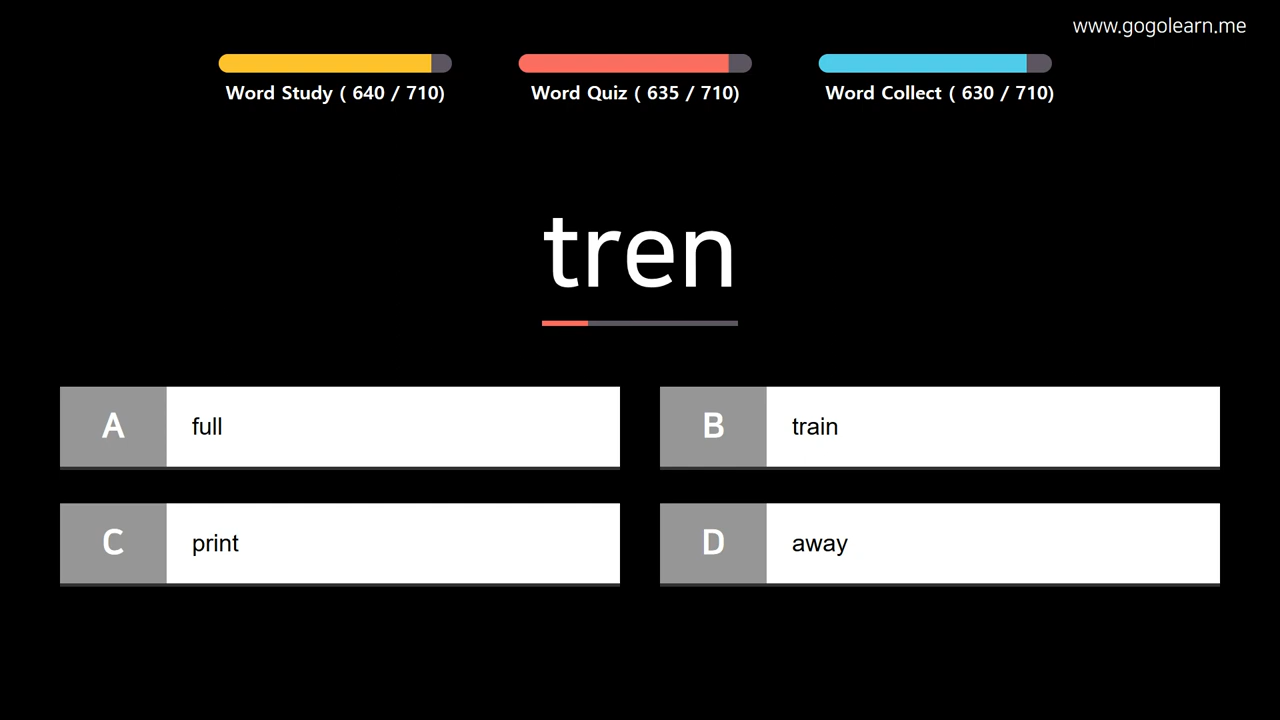 www.gogolearn.me
Word Study ( 640 / 710)
Word Quiz ( 635 / 710)
Word Collect ( 630 / 710)
tren
A full
B train
C print
D away